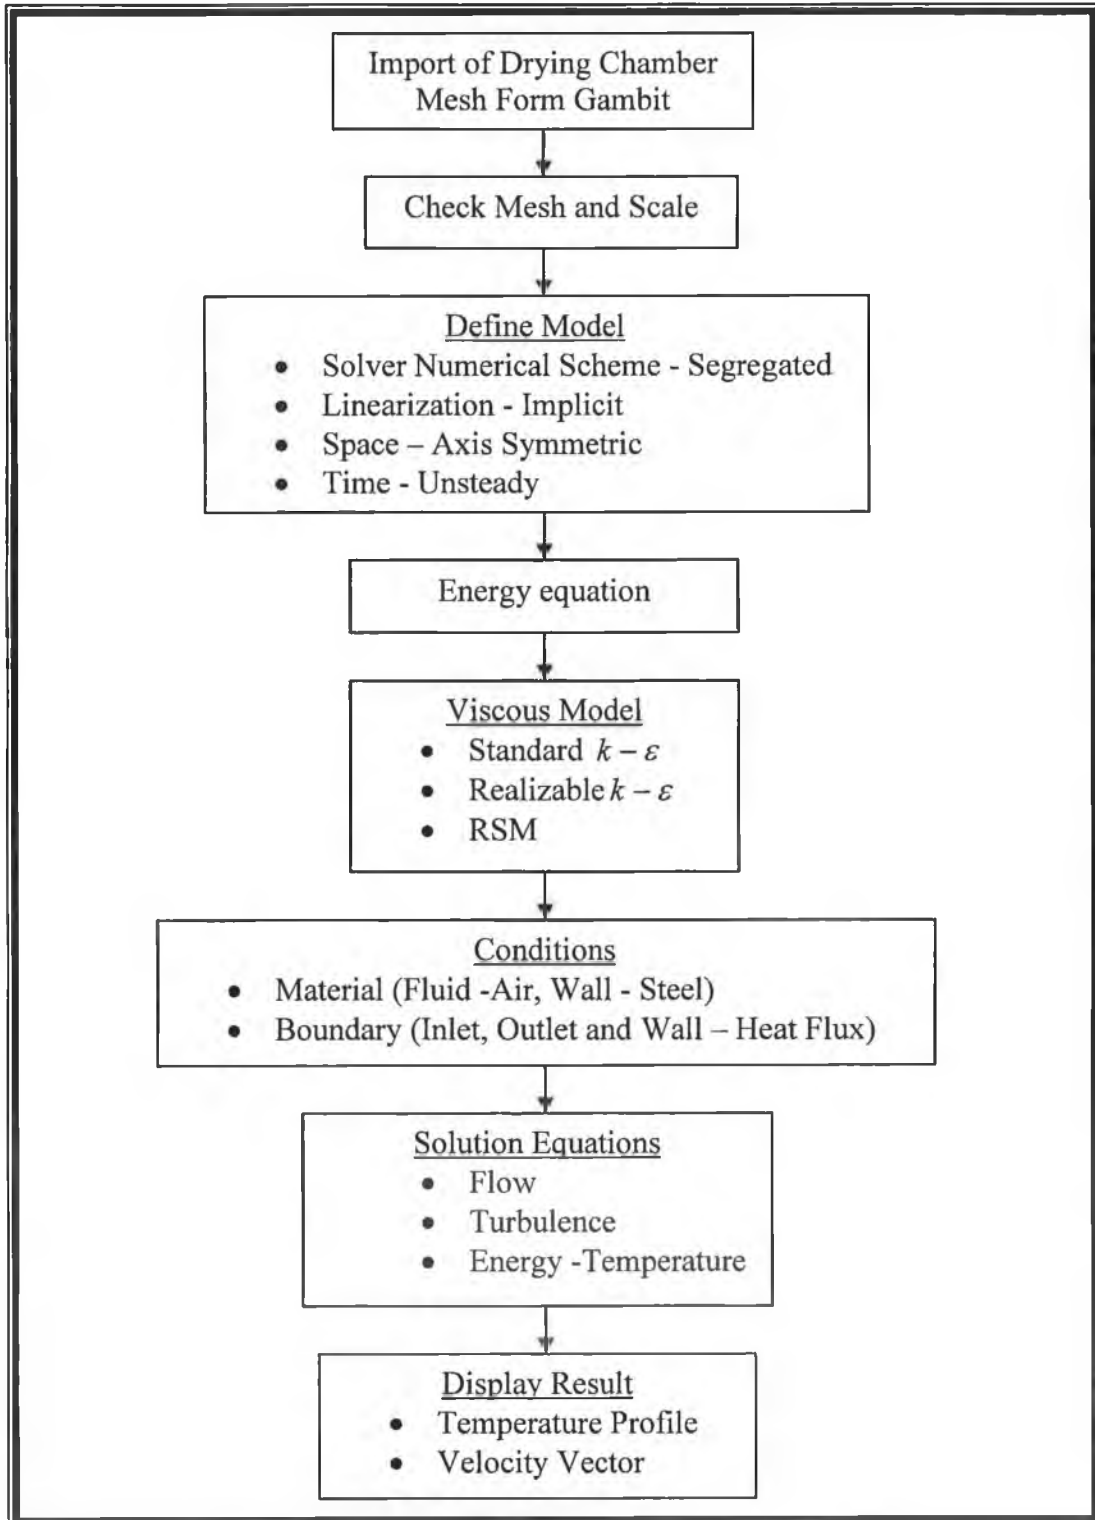 Import of Drying Chamber
Mesh Form Gambit
Check Mesh and Scale
Define Model
• Solver Numerical Scheme - Segregated
• Linearization - Implicit
• Space – Axis Symmetric
• Time - Unsteady
Energy equation
Viscous Model
• Standard k – ε
• Realizable k – ε
• RSM
Conditions
• Material (Fluid -Air, Wall - Steel)
• Boundary (Inlet, Outlet and Wall – Heat Flux)
Solution Equations
• Flow
• Turbulence
• Energy -Temperature
Display Result
• Temperature Profile
• Velocity Vector